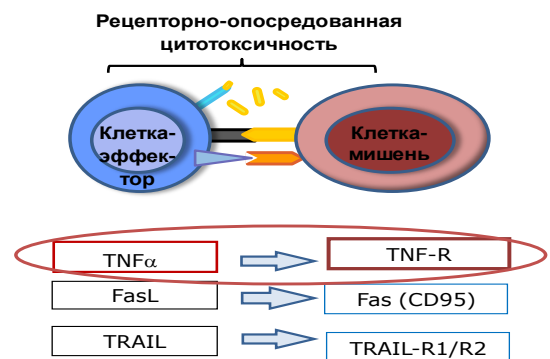 Рецепторно-опосредованная
цитотоксичность
Клетка-
эффек-
тор
Клетка-
мишень
TNFα
TNF-R
FasL
Fas (CD95)
TRAIL
TRAIL-R1/R2